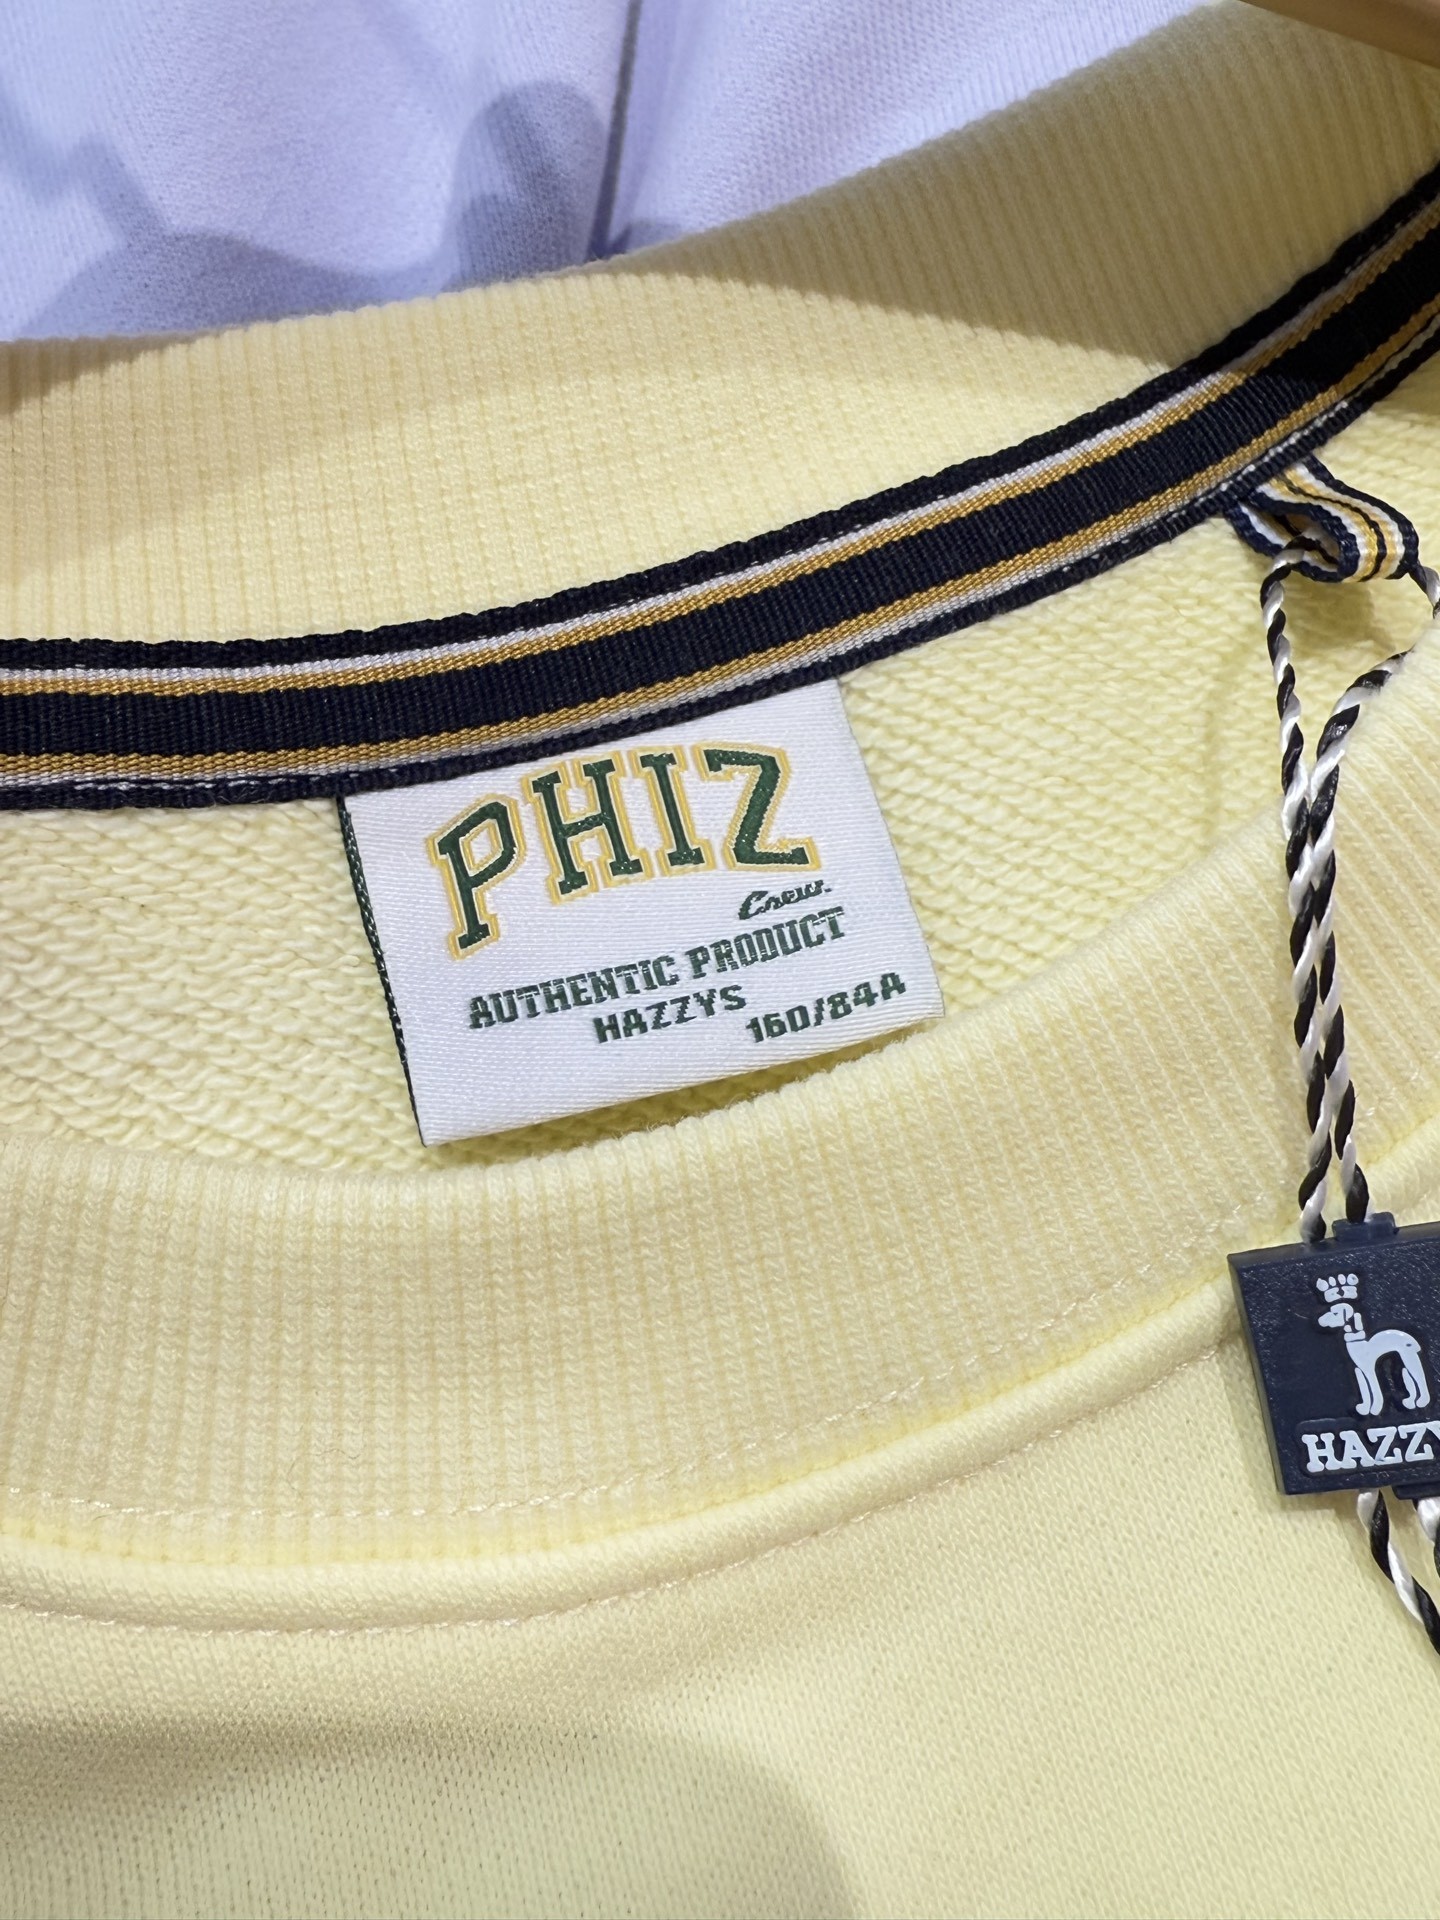 PHIZ
Crew.
AUTHENTIC PRODUCT
HAZZYS
160/84A
HAZZY